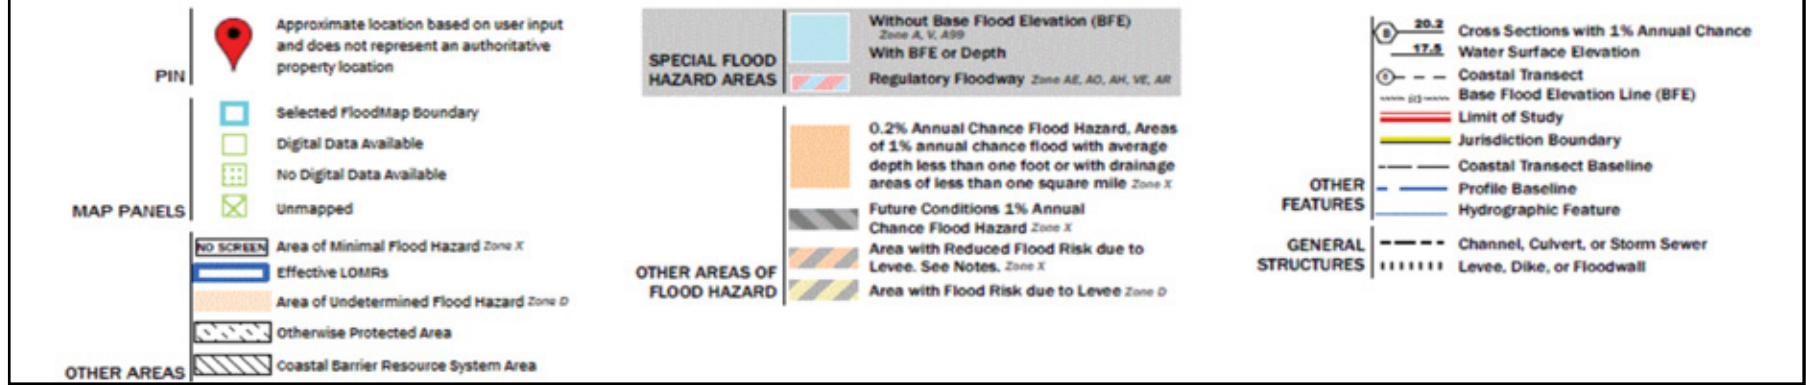 PIN
Approximate location based on user input
and does not represent an authoritative
property location
MAP PANELS
Selected FloodMap Boundary
Digital Data Available
No Digital Data Available
Unmapped
OTHER AREAS
NO SCREEN Area of Minimal Flood Hazard Zone X
Effective LOMRs
Area of Undetermined Flood Hazard Zone D
Otherwise Protected Area
Coastal Barrier Resource System Area
SPECIAL FLOOD
HAZARD AREAS
Without Base Flood Elevation (BFE)
Zone A, V, A99
With BFE or Depth
Regulatory Floodway Zone AE, AO, AH, VE, AR
OTHER AREAS OF
FLOOD HAZARD
0.2% Annual Chance Flood Hazard, Areas
of 1% annual chance flood with average
depth less than one foot or with drainage
areas of less than one square mile Zone X
Future Conditions 1% Annual
Chance Flood Hazard Zone X
Area with Reduced Flood Risk due to
Levee. See Notes. Zone X
Area with Flood Risk due to Levee Zone D
OTHER
FEATURES
20.2 Cross Sections with 1% Annual Chance
17.5 Water Surface Elevation
Coastal Transect
Base Flood Elevation Line (BFE)
Limit of Study
Jurisdiction Boundary
Coastal Transect Baseline
Profile Baseline
Hydrographic Feature
GENERAL
STRUCTURES
Channel, Culvert, or Storm Sewer
Levee, Dike, or Floodwall